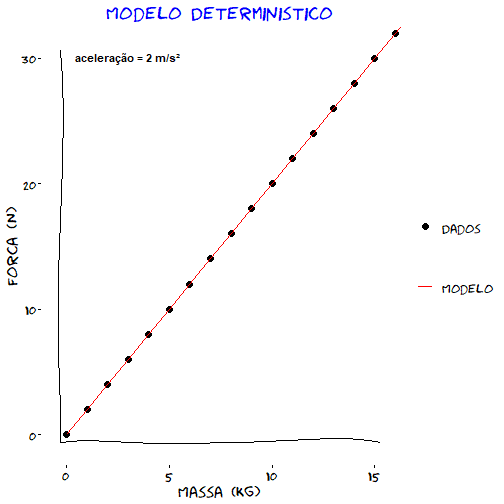 MODELO DETERMINISTICO
aceleração = 2 m/s²
FORCA (N)
30
20
10
0
0 5 10 15
MASSA (KG)
DADOS
MODELO